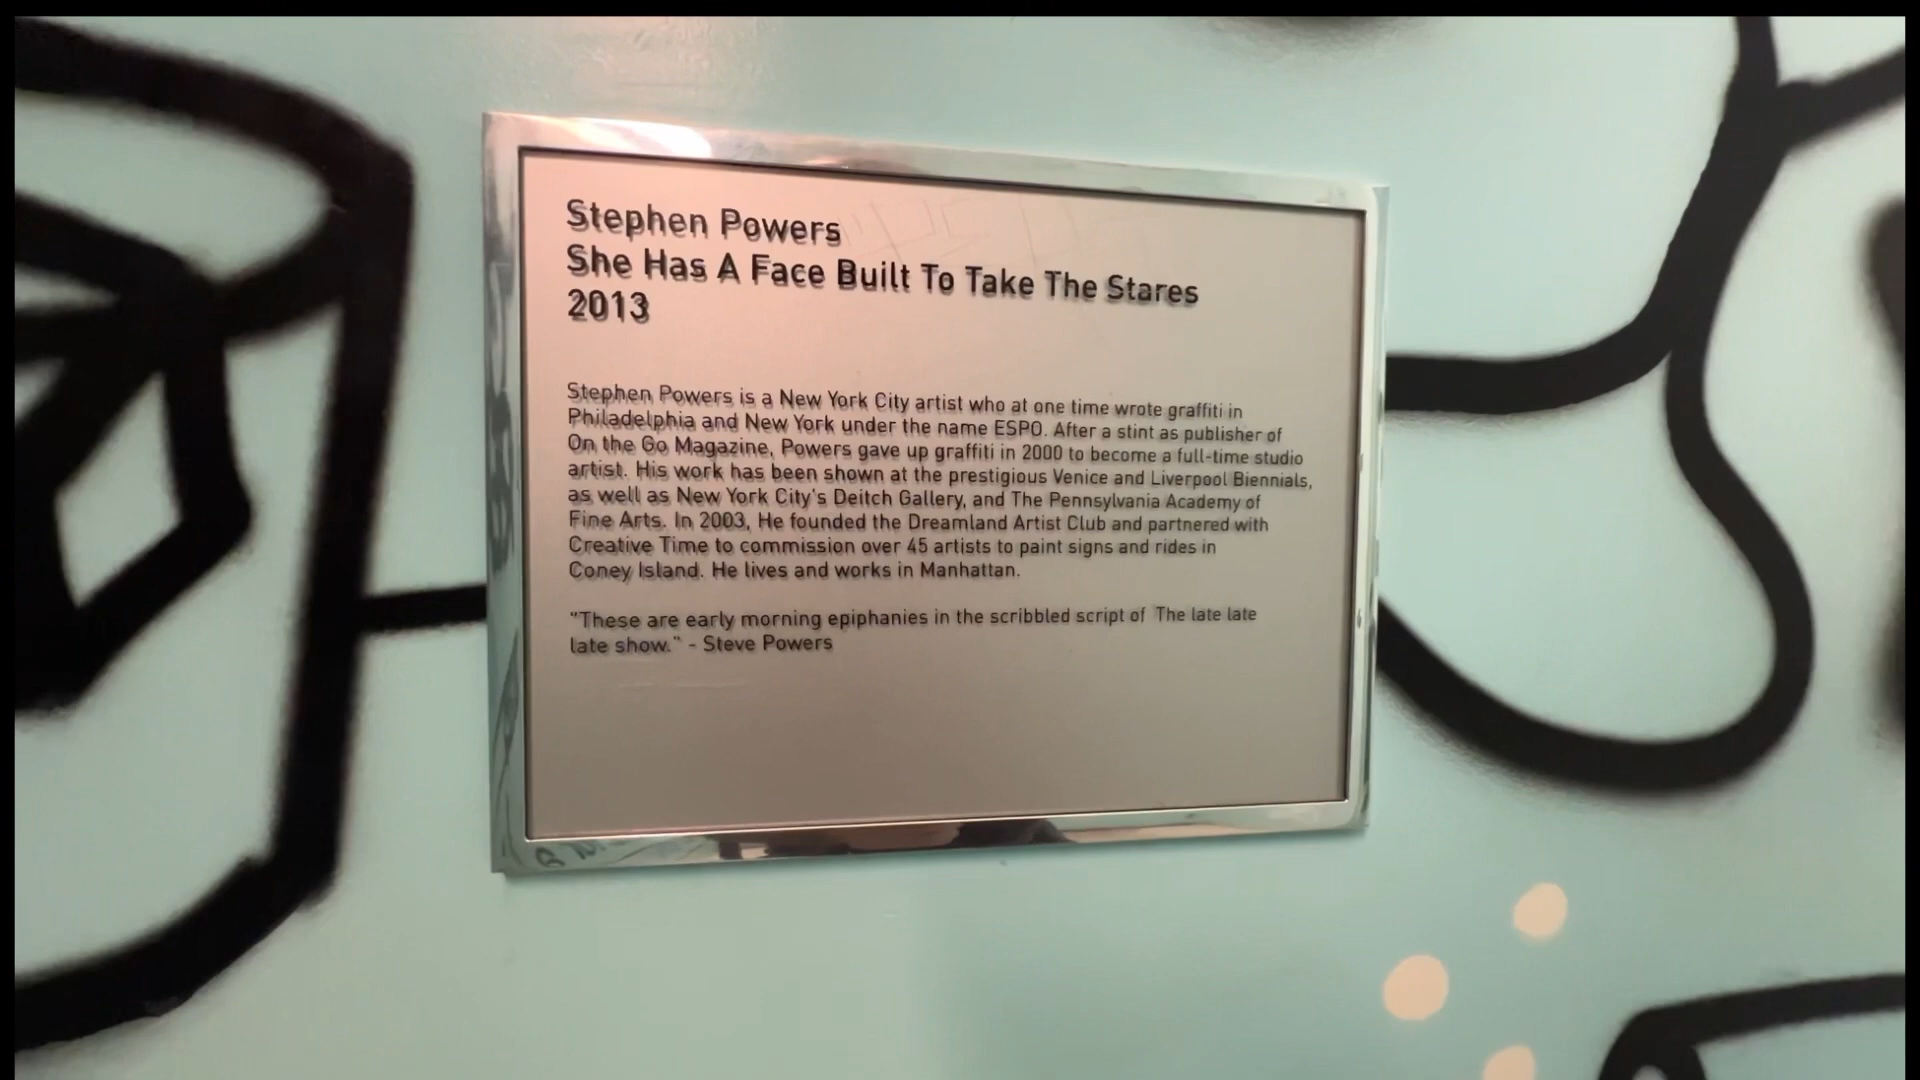 Stephen Powers
She Has A Face Built To Take The Stares
2013
Stephen Powers is a New York City artist who at one time wrote graffiti in
Philadelphia and New York under the name ESPO. After a stint as publisher of
On the Go Magazine, Powers gave up graffiti in 2000 to become a full-time studio
artist. His work has been shown at the prestigious Venice and Liverpool Biennials,
as well as New York City's Deitch Gallery, and The Pennsylvania Academy of
Fine Arts. In 2003, He founded the Dreamland Artist Club and partnered with
Creative Time to commission over 45 artists to paint signs and rides in
Coney Island. He lives and works in Manhattan.
"These are early morning epiphanies in the scribbled script of The late late
late show." - Steve Powers